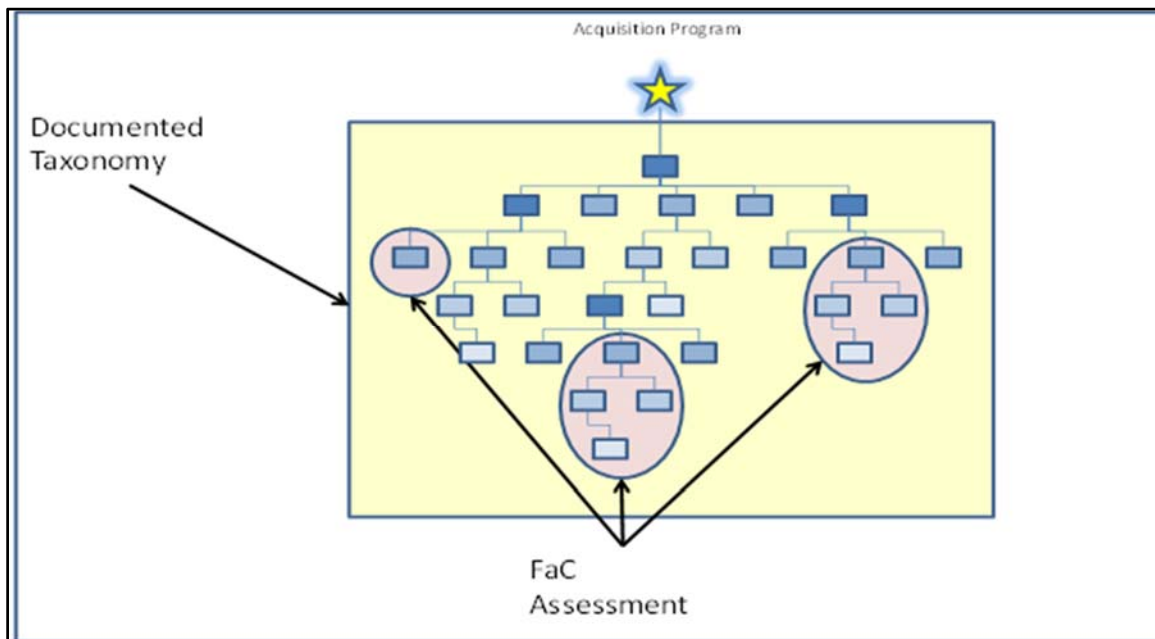 Acquisition Program
Documented
Taxonomy
FaC
Assessment